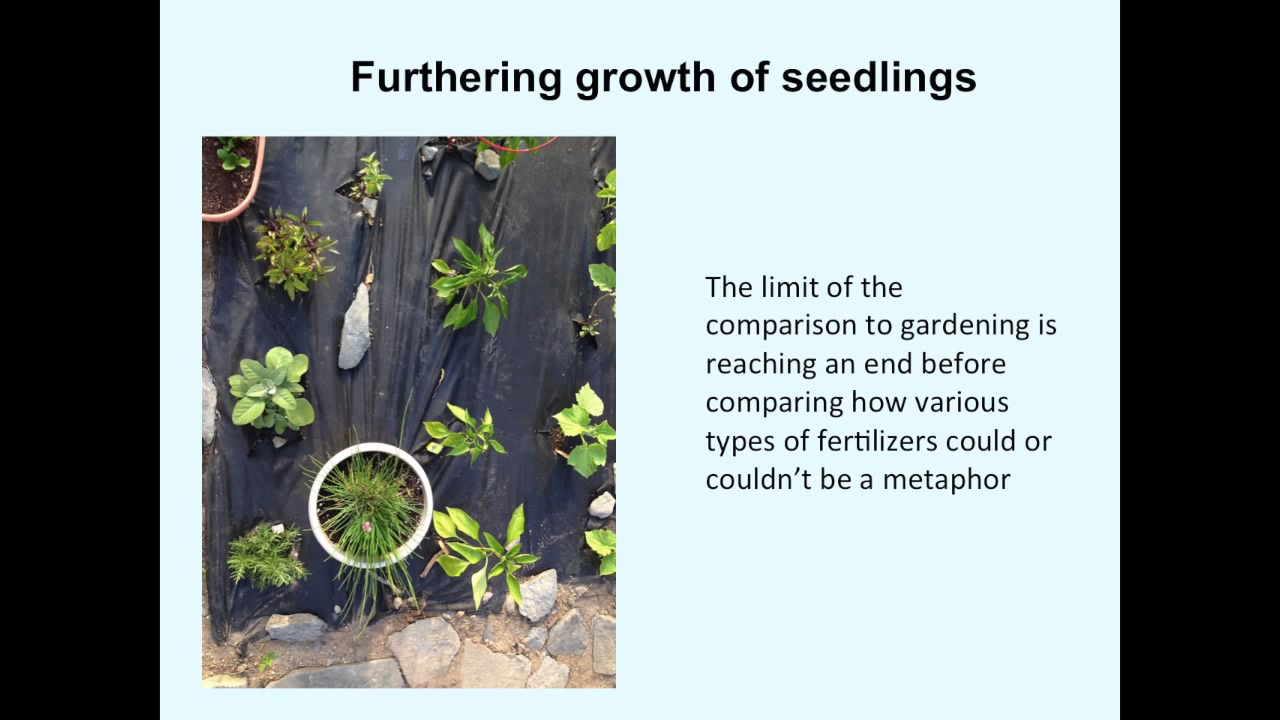 Furthering growth of seedlings
The limit of the
comparison to gardening is
reaching an end before
comparing how various
types of fertilizers could or
couldn’t be a metaphor